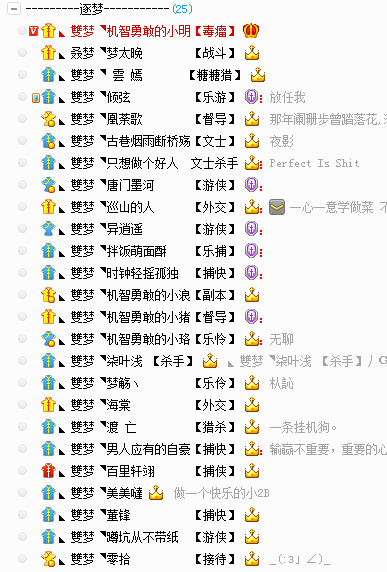 ----------逐梦------------ (25)
◣ 雙梦 ◥机智勇敢的小明【毒瘤】
◣ 叒梦 ◥梦太晚 【战斗】
◣ 雙梦 ◥ 雲 嫣 【糖糖猎】
◣ 雙梦 ◥倾弦 【乐游】 放任我
◣ 雙梦 ◥凰茶歌 【督导】 那年阑珊步曾踏落花,
◣ 雙梦 ◥古巷烟雨断桥殇【文士】 夜影
◣ 雙梦 ◥只想做个好人 文士杀手 Perfect Is Shit
◣ 雙梦 ◥唐门墨河 【游侠】
◣ 雙梦 ◥巡山的人 【外交】 一心一意学做菜 不
◣ 雙梦 ◥异逍遥 【游侠】
◣ 雙梦 ◥拌饭萌面酥 【乐捕】
◣ 雙梦 ◥时钟轻摇孤独 【捕快】
◣ 雙梦 ◥机智勇敢的小浪【副本】
◣ 雙梦 ◥机智勇敢的小猪【督导】
◣ 雙梦 ◥机智勇敢的小珞【乐伶】 无聊
◣ 雙梦 ◥柒叶浅 【杀手】 ◣ 雙梦 ◥柒叶浅 【杀手】
◣ 雙梦 ◥梦觞ヽ 【乐伶】
◣ 雙梦 ◥海棠 【外交】
◣ 雙梦 ◥渡 亡 【猎杀】 一条挂机狗。
◣ 雙梦 ◥男人应有的自豪【捕快】 输赢不重要，重要的心
◣ 雙梦 ◥百里轩翊 【捕侠】
◣ 雙梦 ◥美美哒 做一个快乐的小2B
◣ 雙梦 ◥董锋 【捕快】
◣ 雙梦 ◥蹲坑从不带纸 【游侠】
◣ 雙梦 ◥零拾 【接待】 _(:3」∠)_